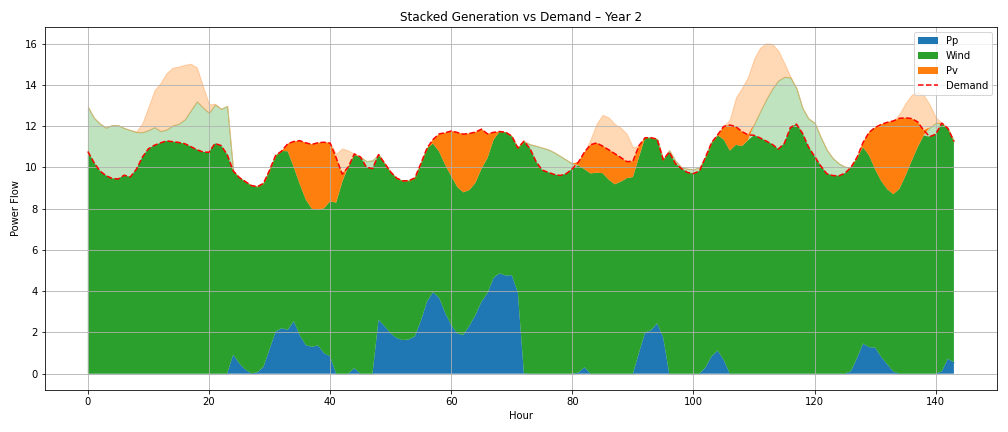 Stacked Generation vs Demand – Year 2
Power Flow
16
14
12
10
8
6
4
2
0
Pp
Wind
Pv
Demand
0 20 40 60 80 100 120 140
Hour